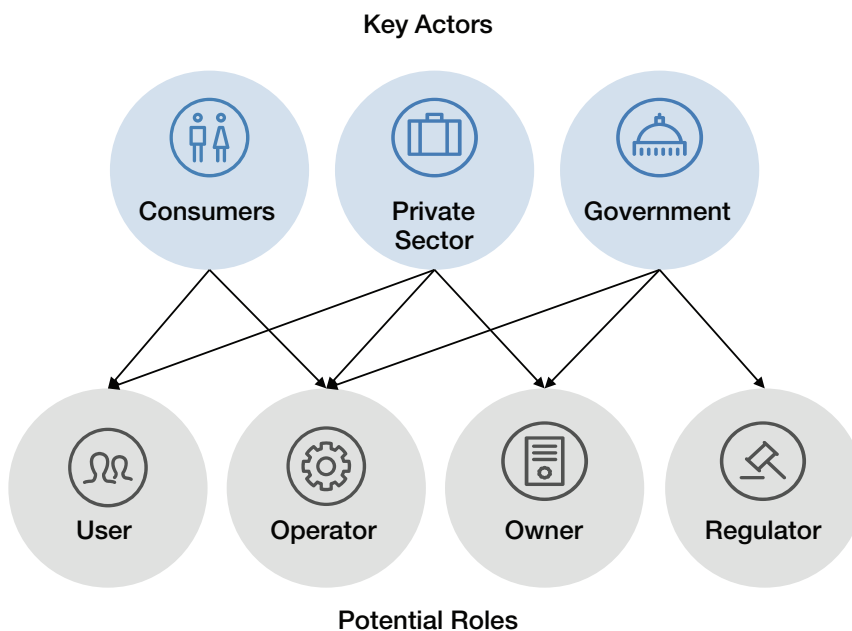 Key Actors
Consumers
Private
Sector
Government
User
Operator
Owner
Regulator
Potential Roles